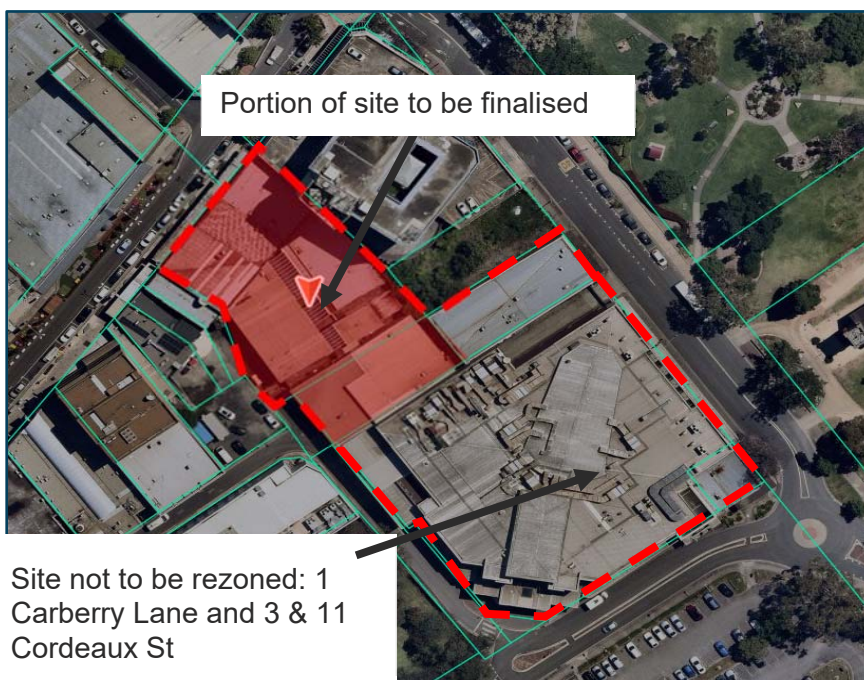 Portion of site to be finalised
Site not to be rezoned: 1
Carberry Lane and 3 & 11
Cordeaux St